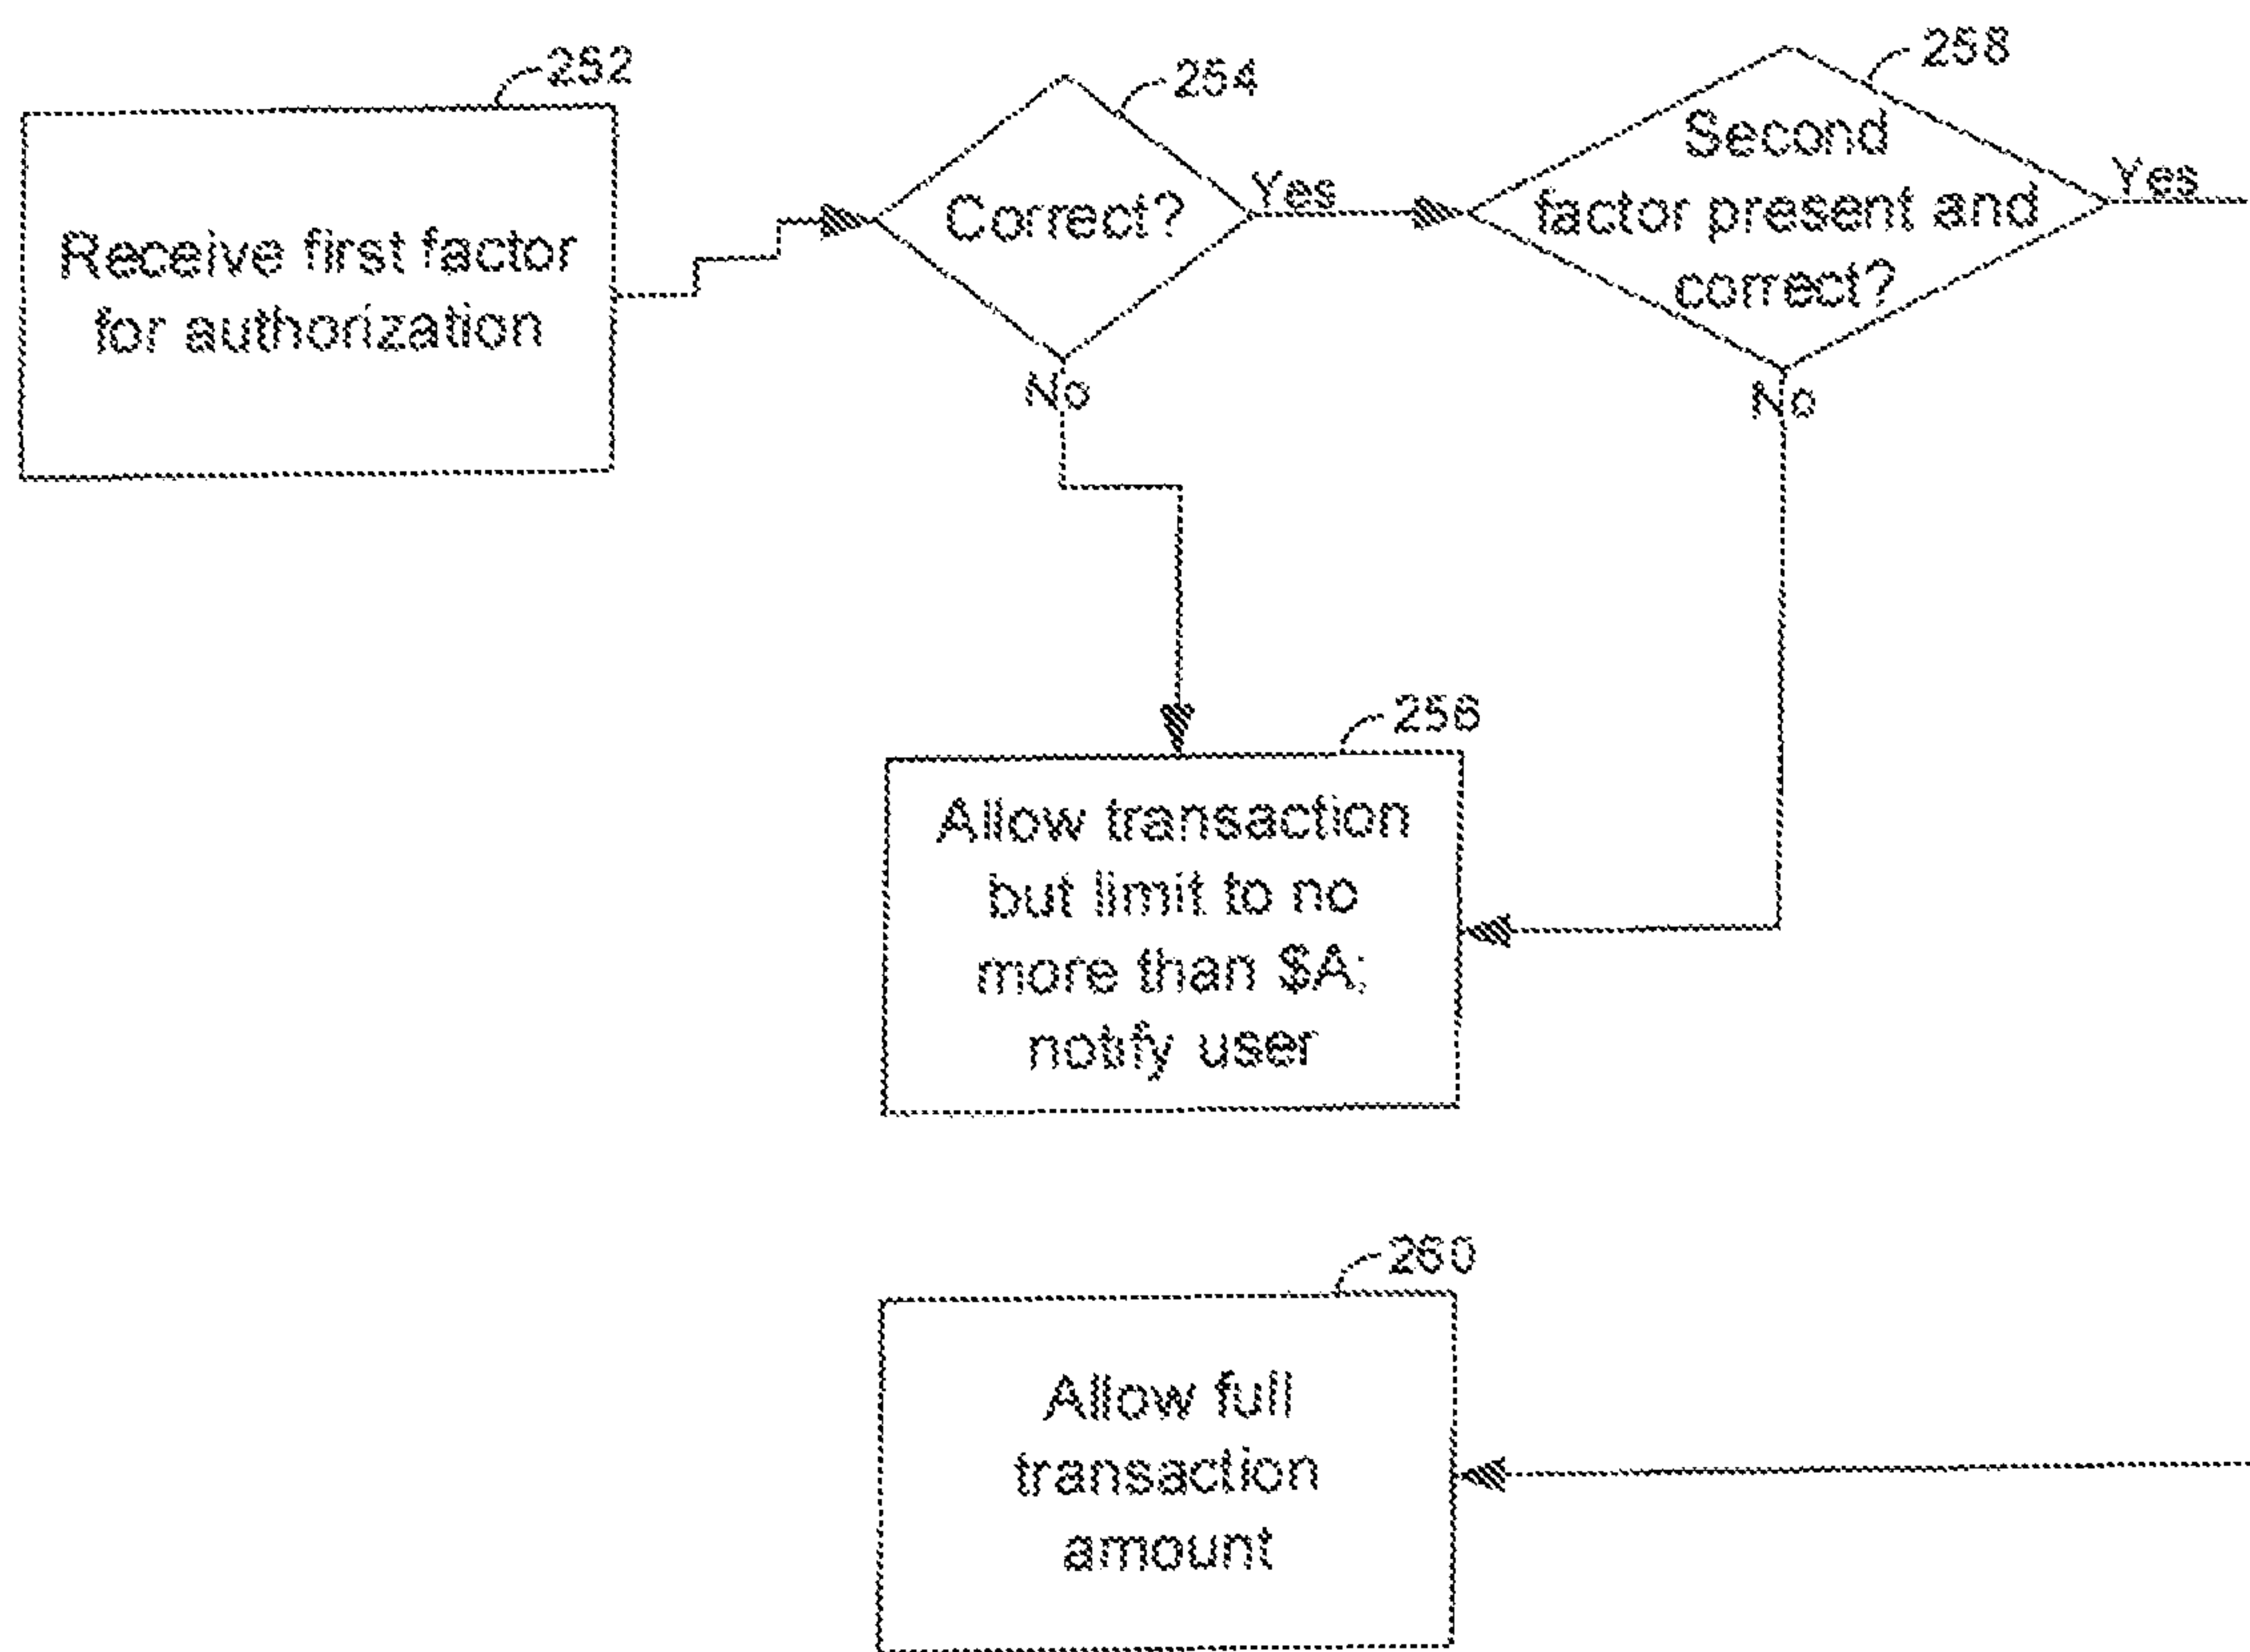 252
Receive first factor
for authorization
254
Correct?
Yes
No
258
Second
factor present and
correct?
Yes
No
256
Allow transaction
but limit to no
more than $A;
notify user
260
Allow full
transaction
amount